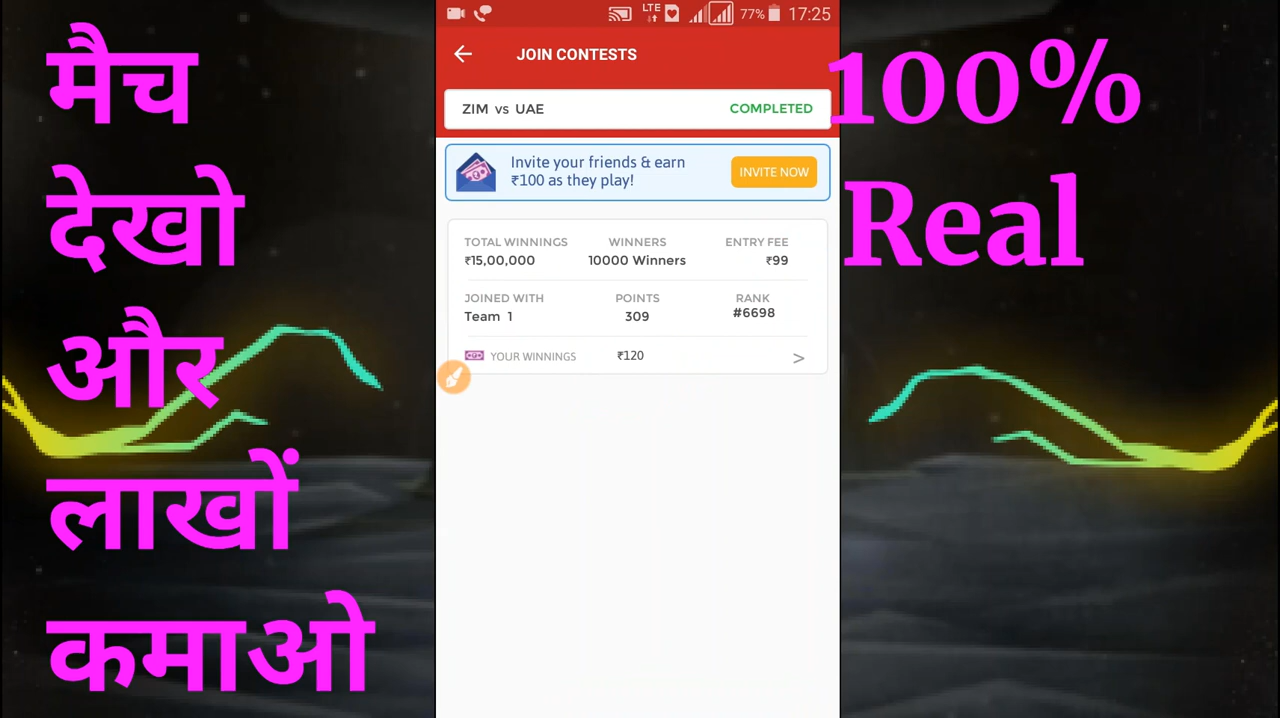 मैच
देखो
और
लाखों
कमाओ
LTE 77% 17:25
JOIN CONTESTS
ZIM vs UAE COMPLETED
Invite your friends & earn
₹100 as they play!
INVITE NOW
TOTAL WINNINGS WINNERS ENTRY FEE
₹15,00,000 10000 Winners ₹99
JOINED WITH POINTS RANK
Team 1 309 #6698
YOUR WINNINGS ₹120 >
100%
Real